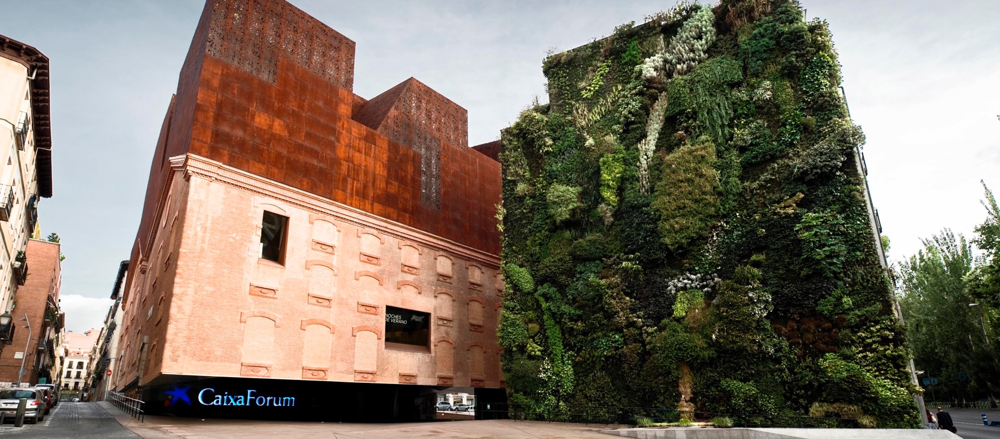 NOCHES
DE VERANO
CaixaForum